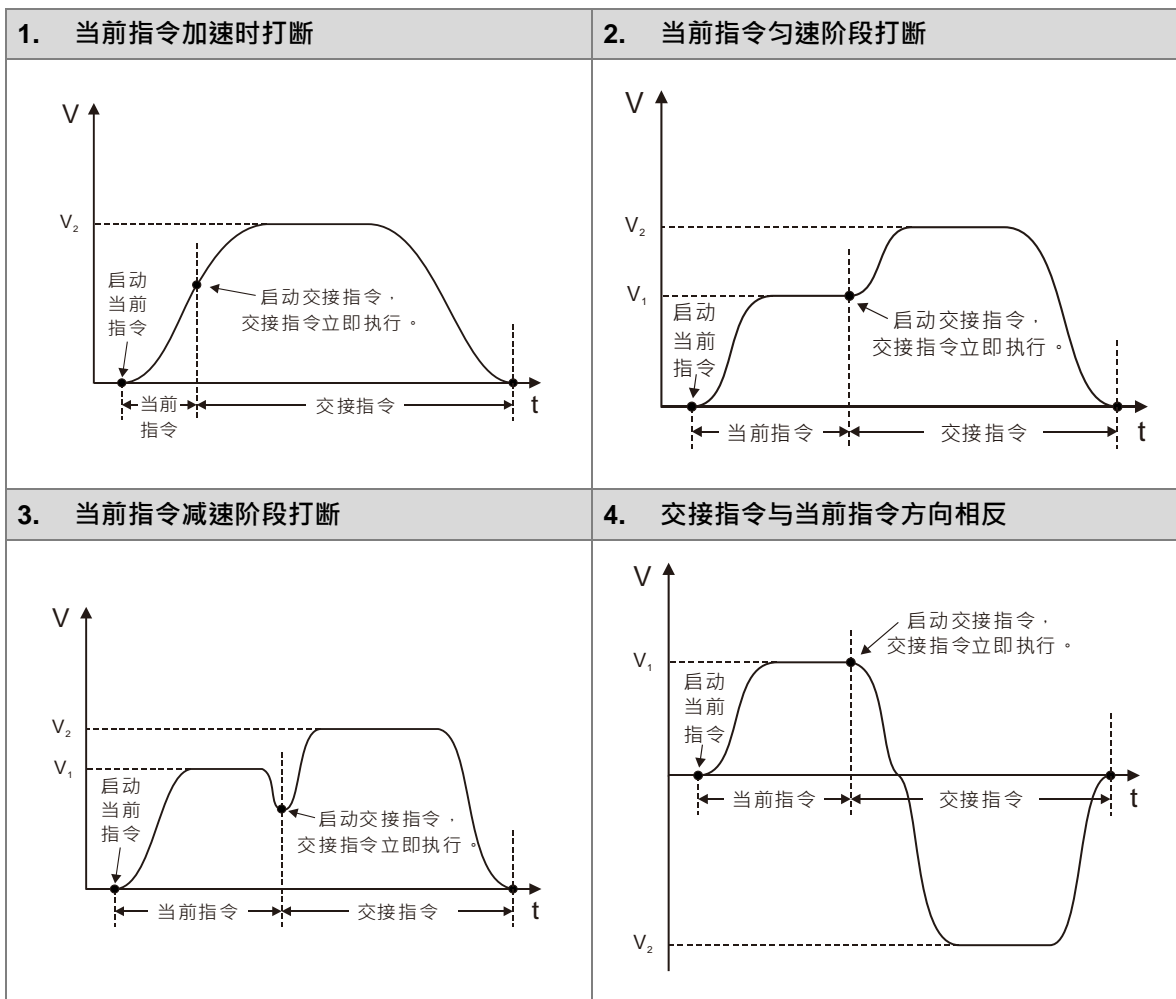 1. 当前指令加速时打断
2. 当前指令匀速阶段打断
V
V₂
启动
当前
指令
启动交接指令，
交接指令立即执行。
当前
指令
交接指令
t
V
V₂
V₁
启动
当前
指令
启动交接指令，
交接指令立即执行。
当前指令
交接指令
t
3. 当前指令减速阶段打断
4. 交接指令与当前指令方向相反
V
V₂
V₁
启动
当前
指令
启动交接指令，
交接指令立即执行。
当前指令
交接指令
t
V
V₁
启动
当前
指令
启动交接指令，
交接指令立即执行。
当前指令
交接指令
t
V₂